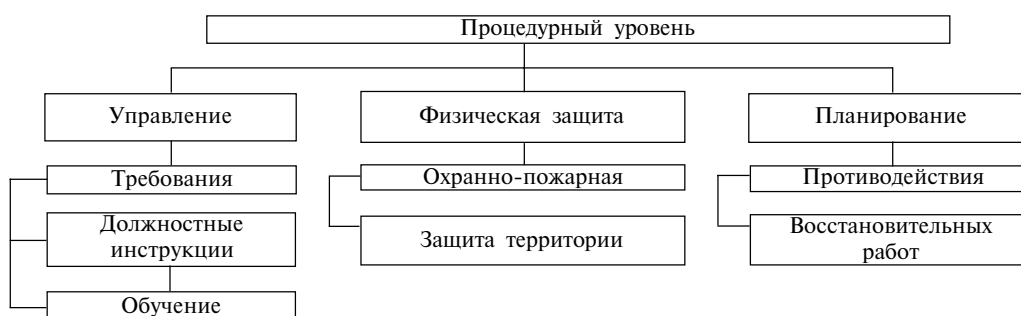 Процедурный уровень
Управление
Физическая защита
Планирование
Требования
Охранно-пожарная
Противодействия
Должностные
инструкции
Защита территории
Восстановительных
работ
Обучение